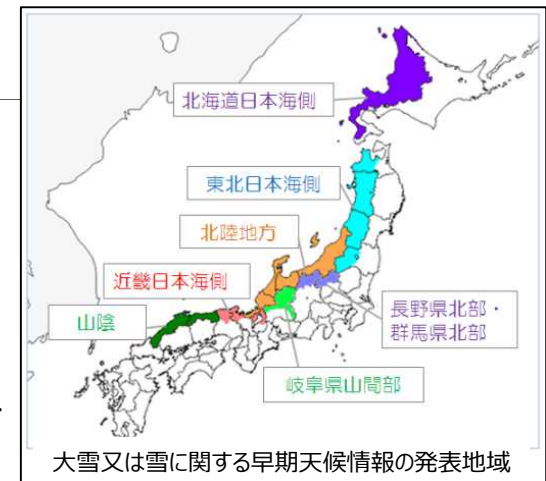 北海道日本海側
東北日本海側
北陸地方
近畿日本海側
山陰
長野県北部・
群馬県北部
岐阜県山間部
大雪又は雪に関する早期天候情報の発表地域